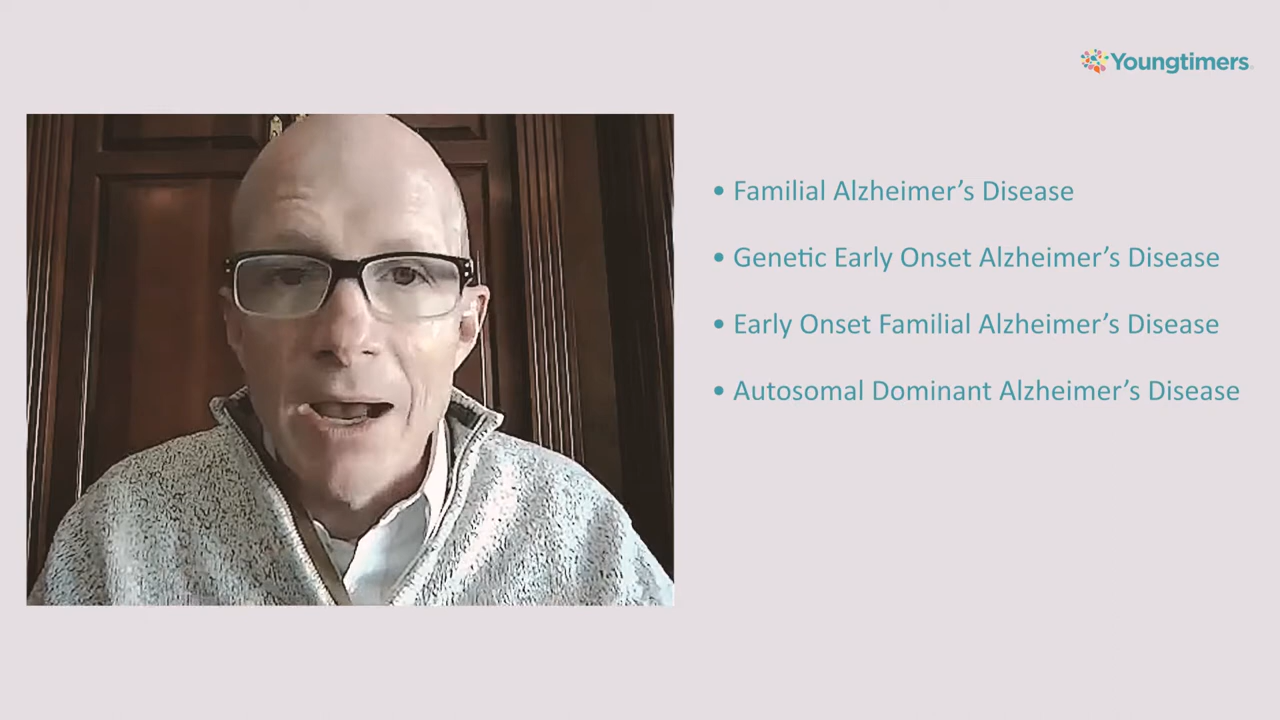 Youngtimers
• Familial Alzheimer’s Disease
• Genetic Early Onset Alzheimer’s Disease
• Early Onset Familial Alzheimer’s Disease
• Autosomal Dominant Alzheimer’s Disease